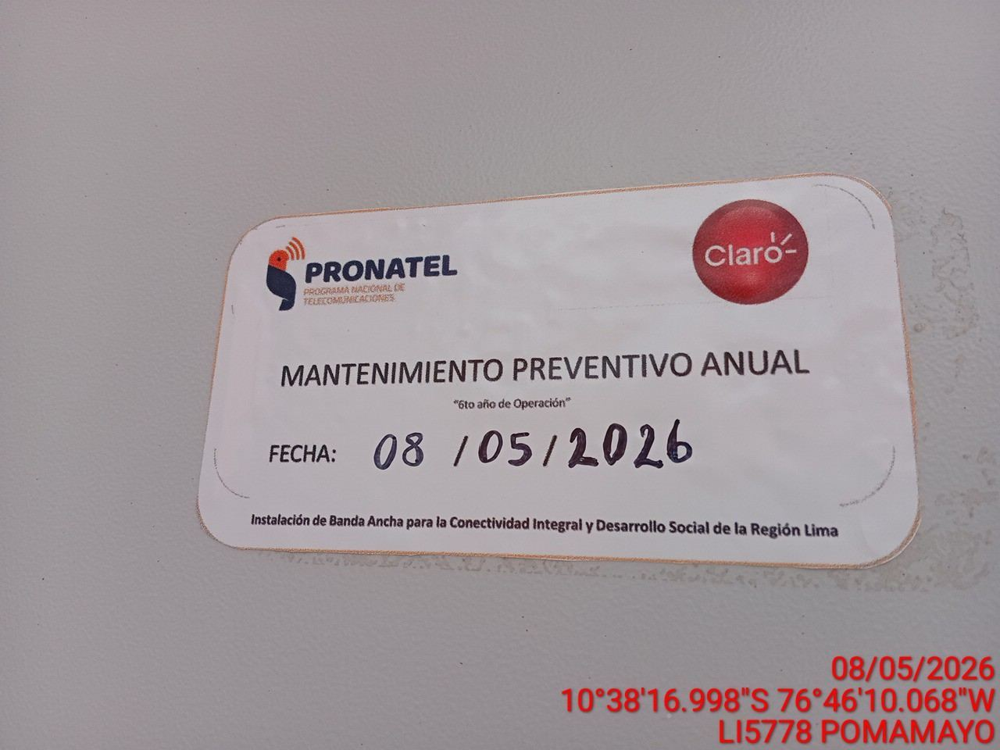 PRONATEL
PROGRAMA NACIONAL DE
TELECOMUNICACIONES
Claro
MANTENIMIENTO PREVENTIVO ANUAL
"6to año de Operación"
FECHA: 08/05/2026
Instalación de Banda Ancha para la Conectividad Integral y Desarrollo Social de la Región Lima
08/05/2026
10°38'16.998"S 76°46'10.068"W
LI5778 POMAMAYO